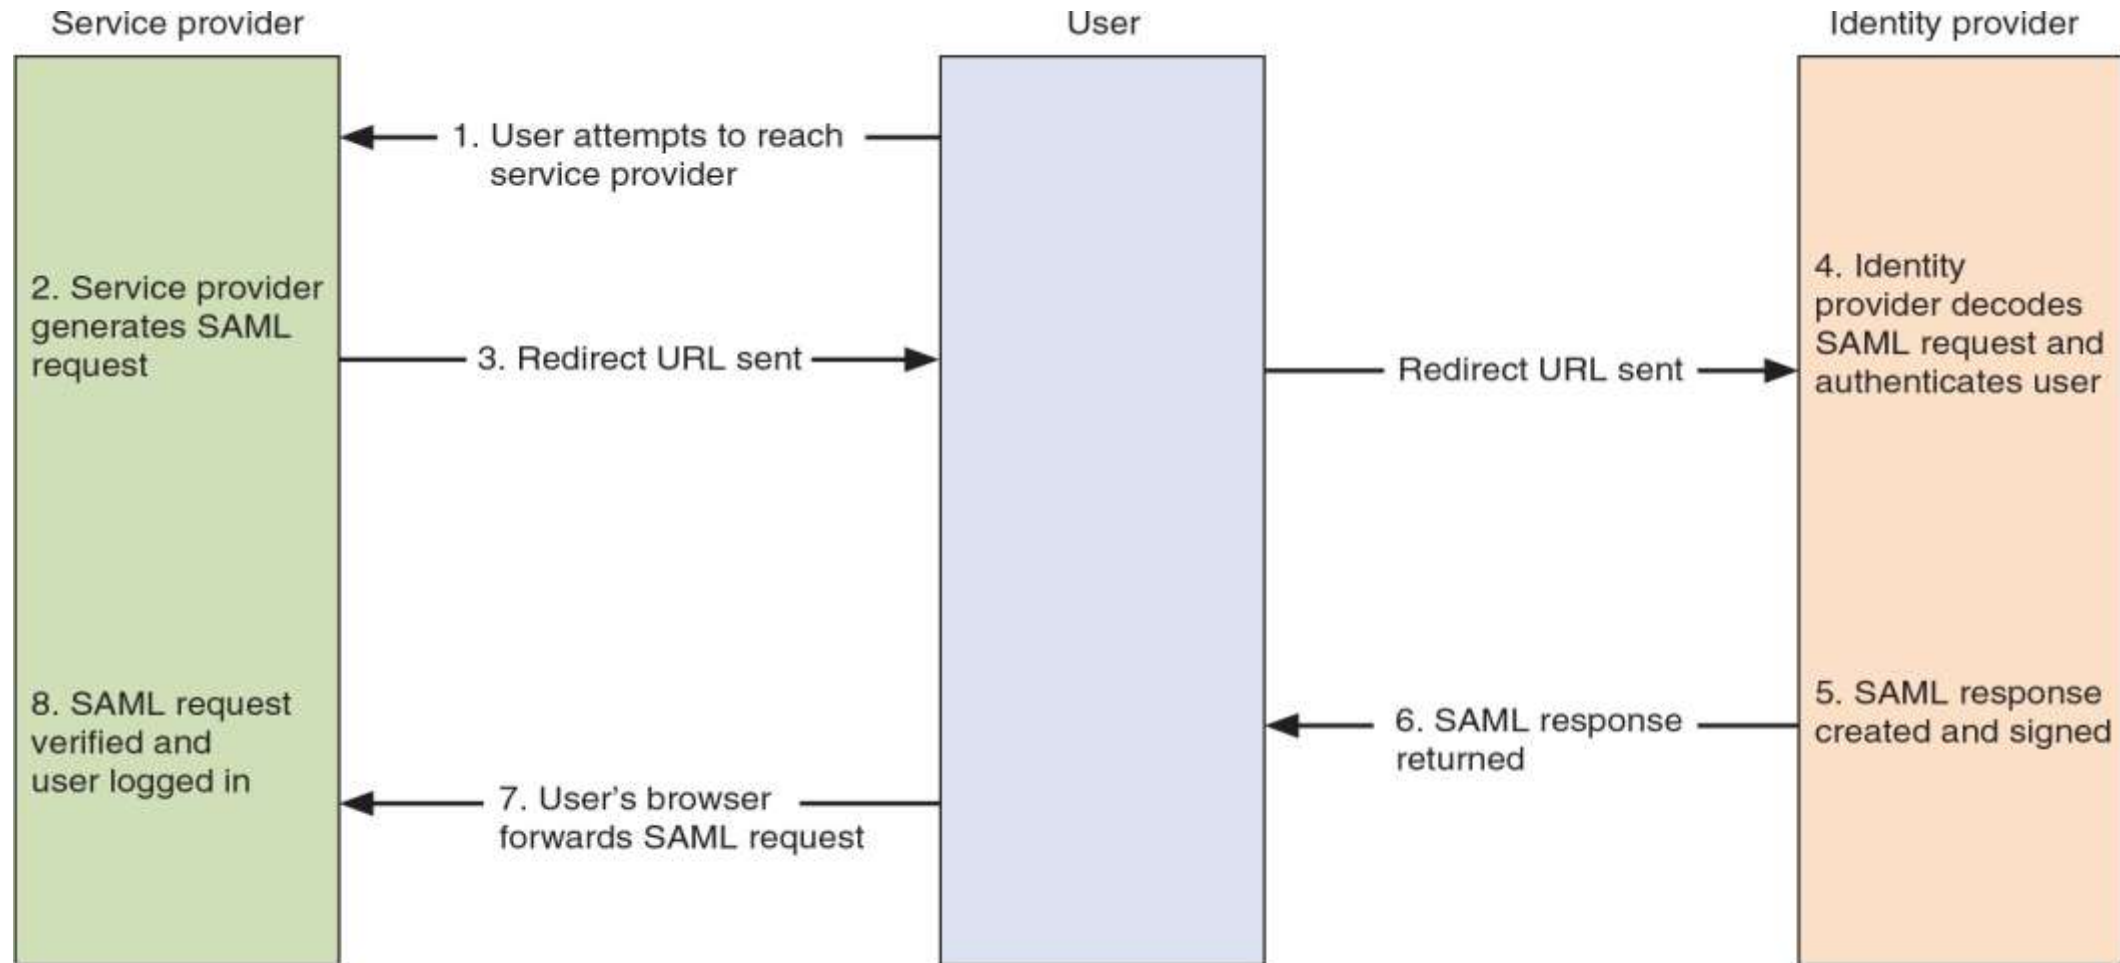 Service provider
User
Identity provider
1. User attempts to reach
service provider
2. Service provider
generates SAML
request
3. Redirect URL sent
Redirect URL sent
4. Identity
provider decodes
SAML request and
authenticates user
5. SAML response
created and signed
6. SAML response
returned
7. User’s browser
forwards SAML request
8. SAML request
verified and
user logged in